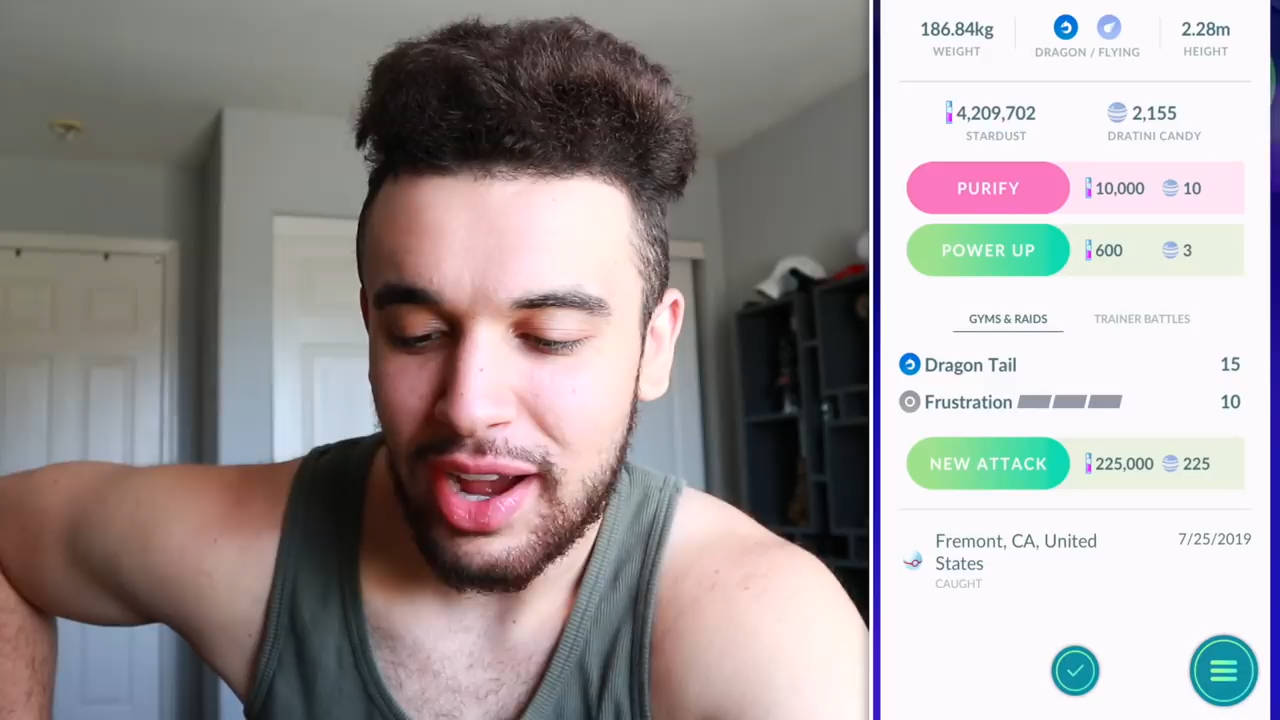 186.84kg
WEIGHT
DRAGON / FLYING
2.28m
HEIGHT
4,209,702
STARDUST
2,155
DRATINI CANDY
PURIFY 10,000 10
POWER UP 600 3
GYMS & RAIDS TRAINER BATTLES
Dragon Tail 15
Frustration 10
NEW ATTACK 225,000 225
Fremont, CA, United 7/25/2019
States
CAUGHT